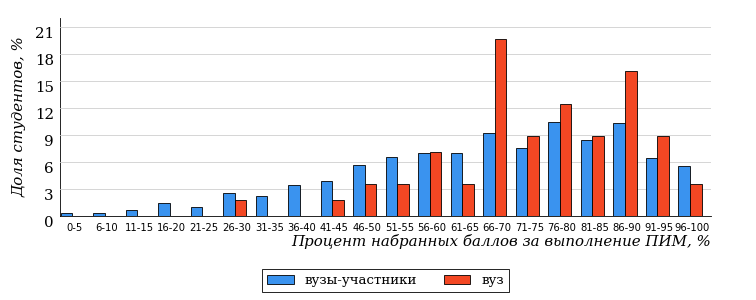 Доля студентов, %
21
18
15
12
9
6
3
0
0-5 6-10 11-15 16-20 21-25 26-30 31-35 36-40 41-45 46-50 51-55 56-60 61-65 66-70 71-75 76-80 81-85 86-90 91-95 96-100
Процент набранных баллов за выполнение ПИМ, %
вузы-участники вуз